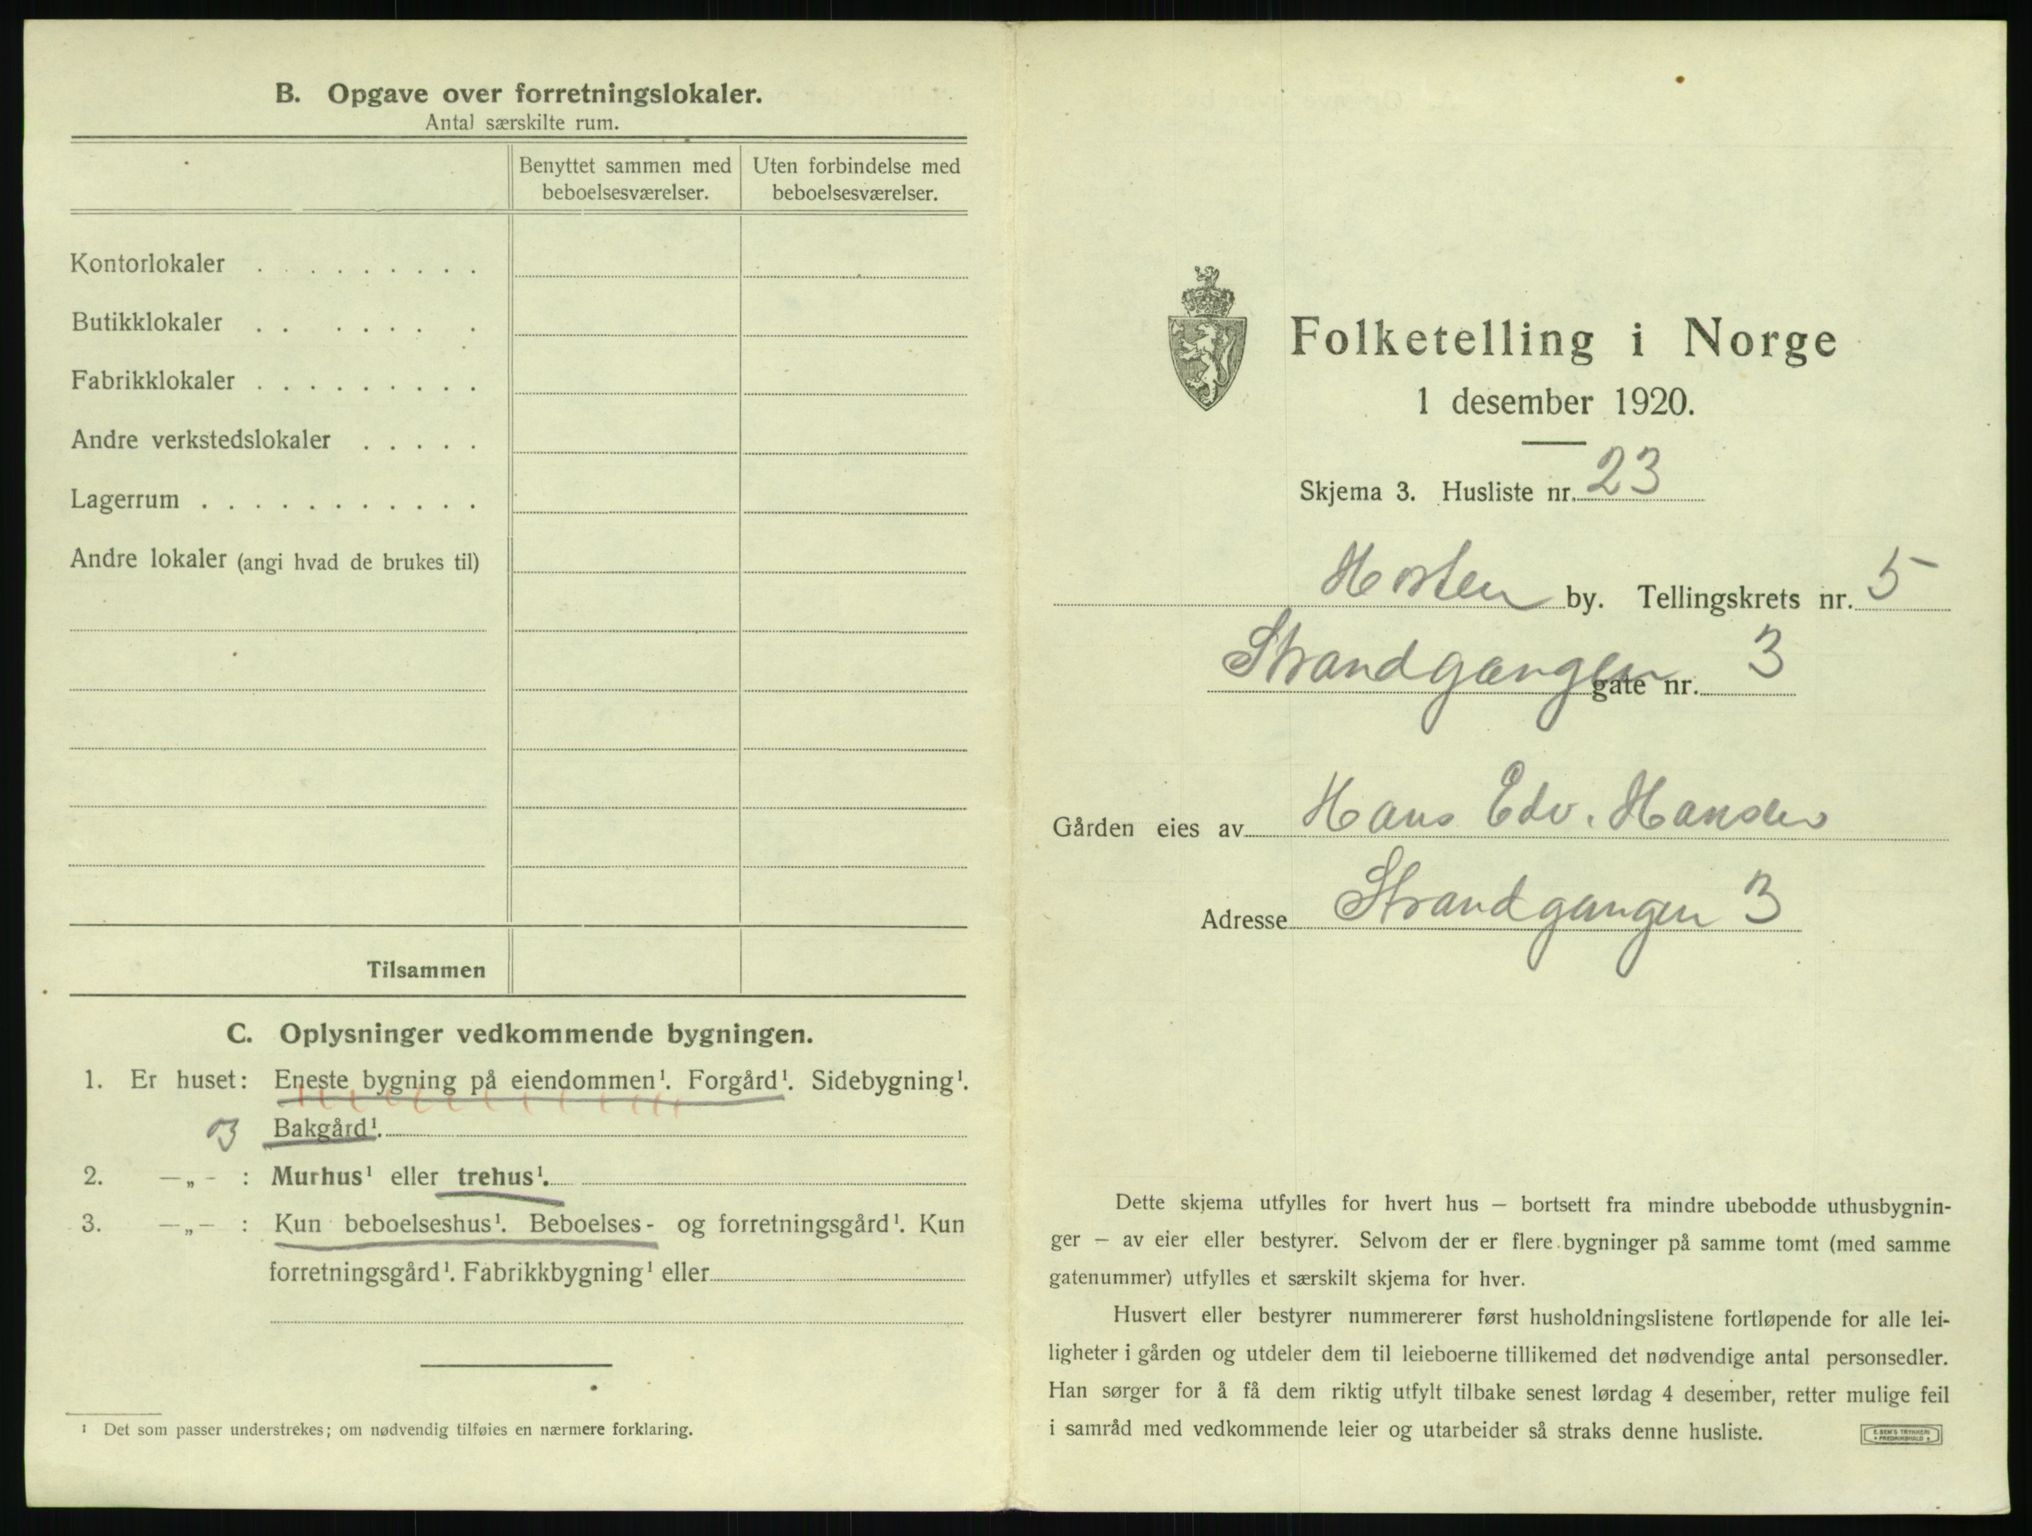 B. Opgave over forretningslokaler.
Antal særskilte rum.
Benyttet sammen med beboelsesværelser.
Uten forbindelse med beboelsesværelser.
Kontorlokaler . . . . . . . . .
Butikklokaler . . . . . . .
Fabrikklokaler . . . . . . . . .
Andre verkstedslokaler . . . . .
Lagerrum . . . . . . . . . . .
Andre lokaler (angi hvad de brukes til)
Tilsammen
C. Oplysninger vedkommende bygningen.
1. Er huset: Eneste bygning på eiendommen¹. Forgård¹. Sidebygning¹.
B Bakgård¹.
2. —„- : Murhus¹ eller trehus¹.
3. —„— : Kun beboelseshus¹. Beboelses- og forretningsgård¹. Kun
forretningsgård¹. Fabrikkbygning¹ eller
¹ Det som passer understrekes; om nødvendig tilføies en nærmere forklaring.
Folketelling i Norge
1 desember 1920.
Skjema 3. Husliste nr. 23
Horten by. Tellingskrets nr. 5
Strandgangen gate nr. 3
Gården eies av Hans Edv. Hansen
Adresse Strandgangen 3
Dette skjema utfylles for hvert hus — bortsett fra mindre ubebodde uthusbygnin-
ger — av eier eller bestyrer. Selvom der er flere bygninger på samme tomt (med samme
gatenummer) utfylles et særskilt skjema for hver.
Husvert eller bestyrer nummererer først husholdningslistene fortløpende for alle lei-
ligheter i gården og utdeler dem til leieboerne tillikemed det nødvendige antal personsedler.
Han sørger for å få dem riktig utfylt tilbake senest lørdag 4 desember, retter mulige feil
i samråd med vedkommende leier og utarbeider så straks denne husliste.
E. SEM'S TRYKKERI
FREDRIKSHALD